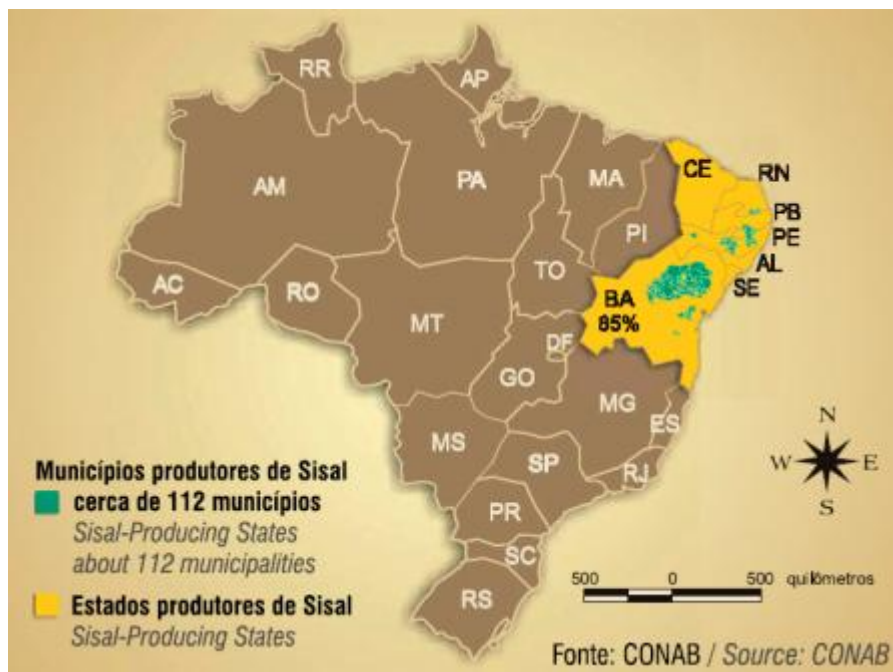 RR
AP
AM
PA
MA
CE
RN
PB
PE
AL
SE
PI
TO
AC
RO
MT
BA
85%
DF
GO
MG
ES
MS
SP
RJ
PR
SC
RS
N
W
E
S
Municípios produtores de Sisal
cerca de 112 municípios
Sisal-Producing States
about 112 municipalities
Estados produtores de Sisal
Sisal-Producing States
500 0 500 quilômetros
Fonte: CONAB / Source: CONAB